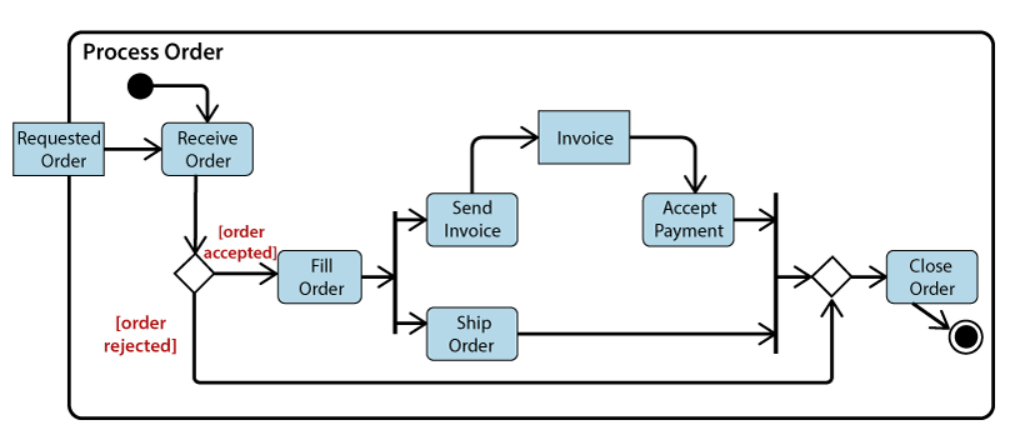 Process Order
Requested
Order
Receive
Order
Invoice
Send
Invoice
Accept
Payment
[order
accepted]
Fill
Order
Close
Order
Ship
Order
[order
rejected]